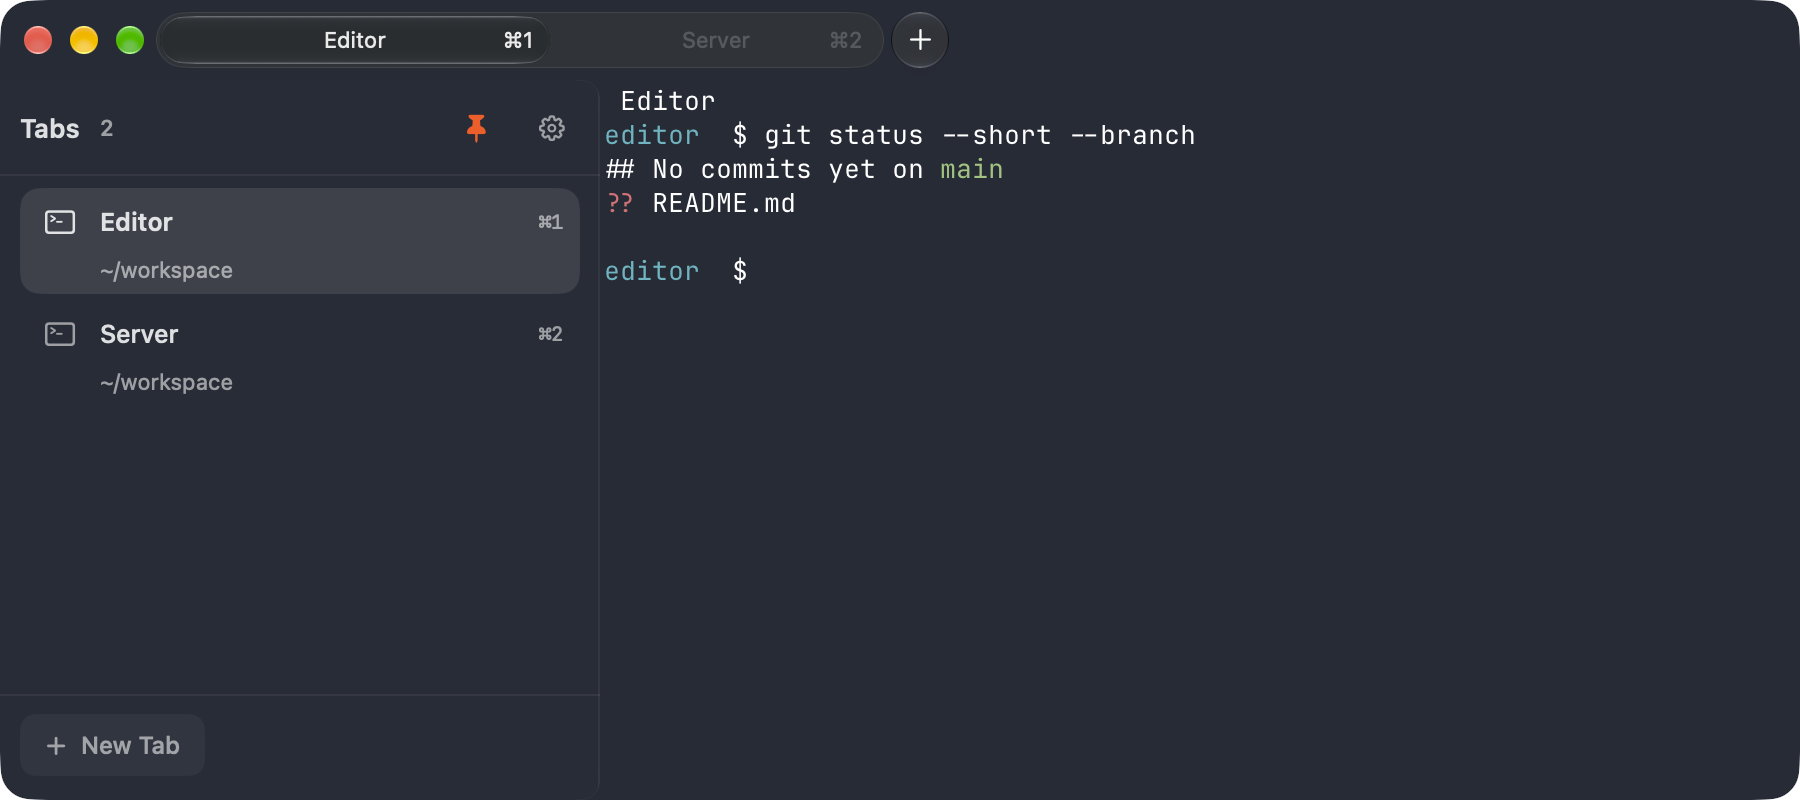 Editor ⌘1
Server ⌘2
Tabs 2
Editor ⌘1
~/workspace
Server ⌘2
~/workspace
New Tab
Editor
editor $ git status --short --branch
## No commits yet on main
?? README.md
editor $